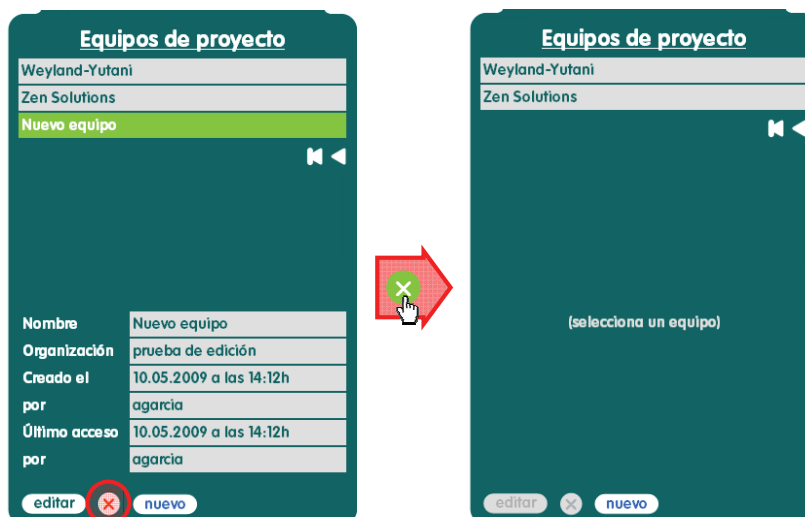 Equipos de proyecto
Weyland-Yutani
Zen Solutions
Nuevo equipo
Nombre Nuevo equipo
Organización prueba de edición
Creado el 10.05.2009 a las 14:12h
por agarcia
Último acceso 10.05.2009 a las 14:12h
por agarcia
editar nuevo
Equipos de proyecto
Weyland-Yutani
Zen Solutions
(selecciona un equipo)
editar nuevo